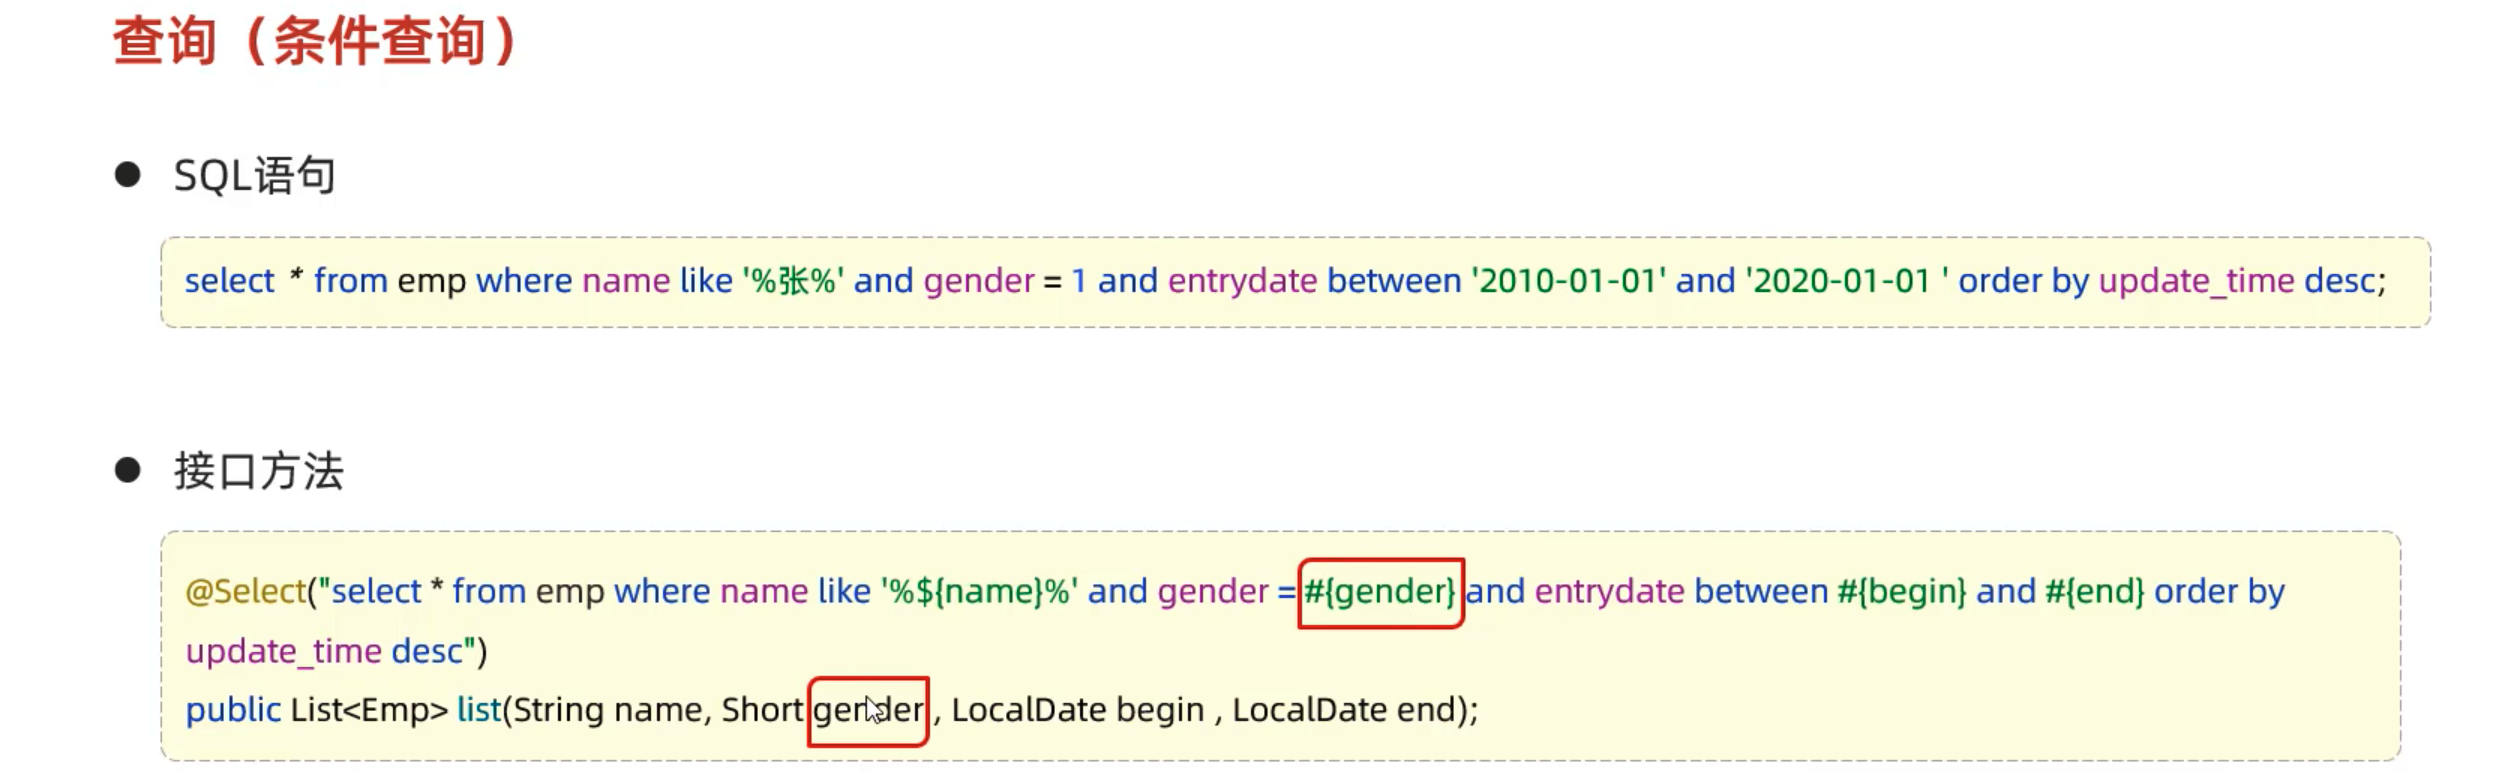 查询（条件查询）
SQL语句
select * from emp where name like '%张%' and gender = 1 and entrydate between '2010-01-01' and '2020-01-01 ' order by update_time desc;
接口方法
@Select("select * from emp where name like '%${name}%' and gender = #{gender} and entrydate between #{begin} and #{end} order by
update_time desc")
public List<Emp> list(String name, Short gender , LocalDate begin , LocalDate end);